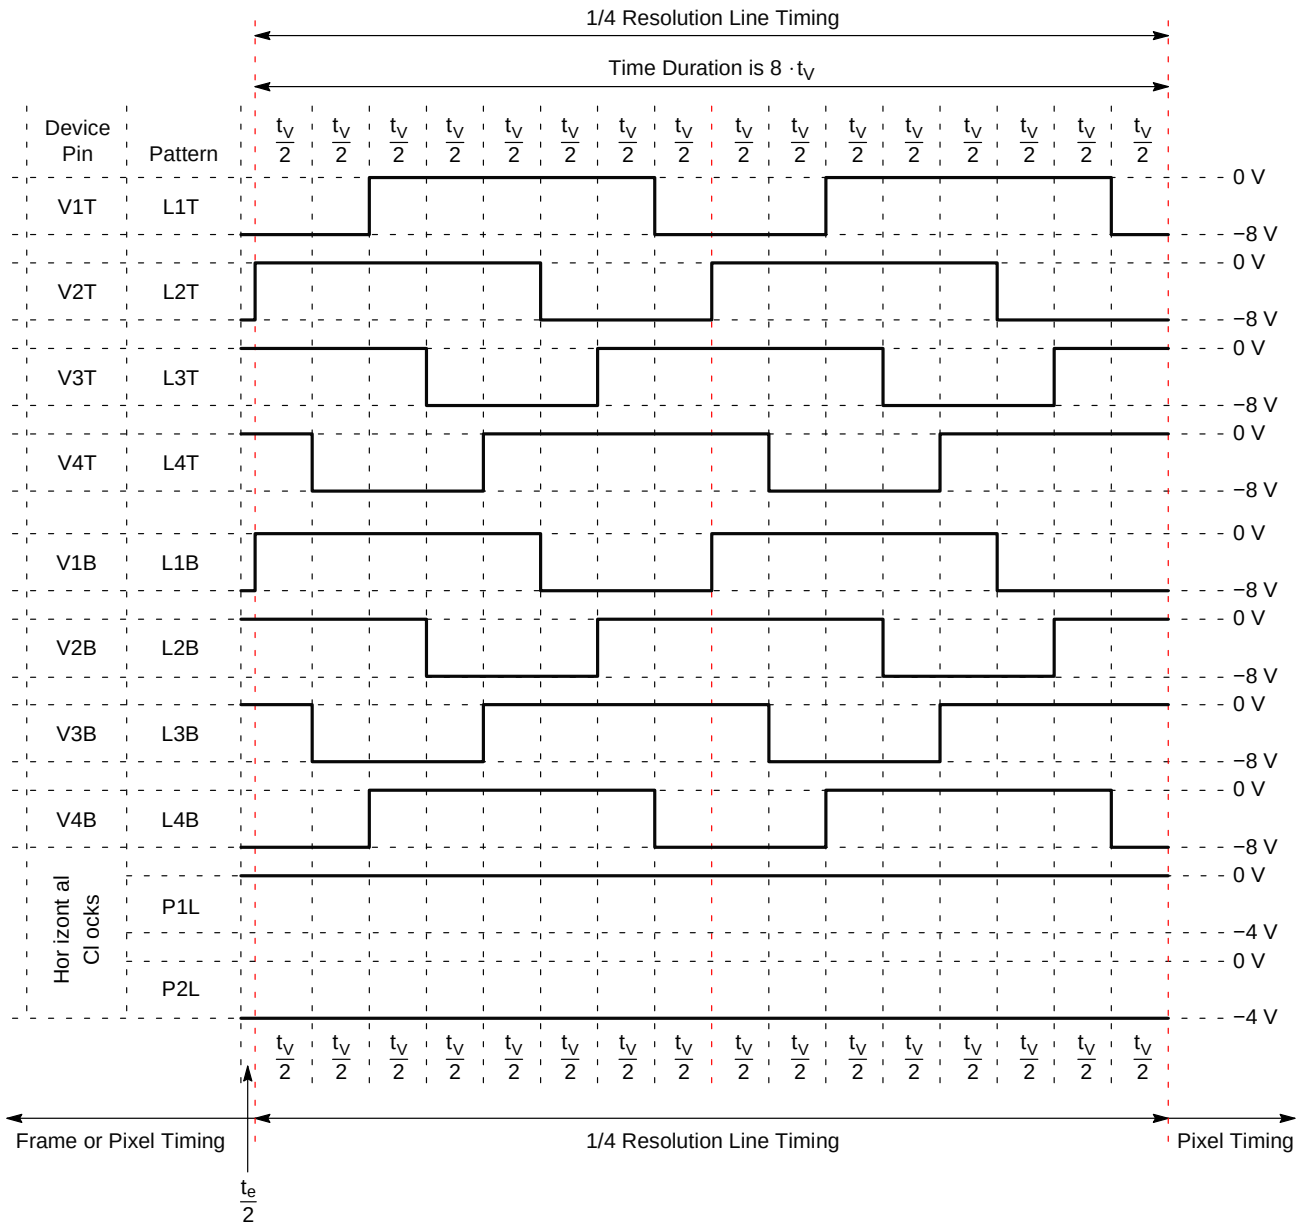 1/4 Resolution Line Timing
Time Duration is 8 · tV
Device Pin
Pattern
tV/2 tV/2 tV/2 tV/2 tV/2 tV/2 tV/2 tV/2 tV/2 tV/2 tV/2 tV/2 tV/2 tV/2 tV/2 tV/2
V1T L1T 0 V
−8 V
V2T L2T 0 V
−8 V
V3T L3T 0 V
−8 V
V4T L4T 0 V
−8 V
V1B L1B 0 V
−8 V
V2B L2B 0 V
−8 V
V3B L3B 0 V
−8 V
V4B L4B 0 V
−8 V
Hor izont al
Cl ocks
P1L 0 V
−4 V
P2L 0 V
−4 V
tV/2 tV/2 tV/2 tV/2 tV/2 tV/2 tV/2 tV/2 tV/2 tV/2 tV/2 tV/2 tV/2 tV/2 tV/2 tV/2
Frame or Pixel Timing
1/4 Resolution Line Timing
Pixel Timing
te/2